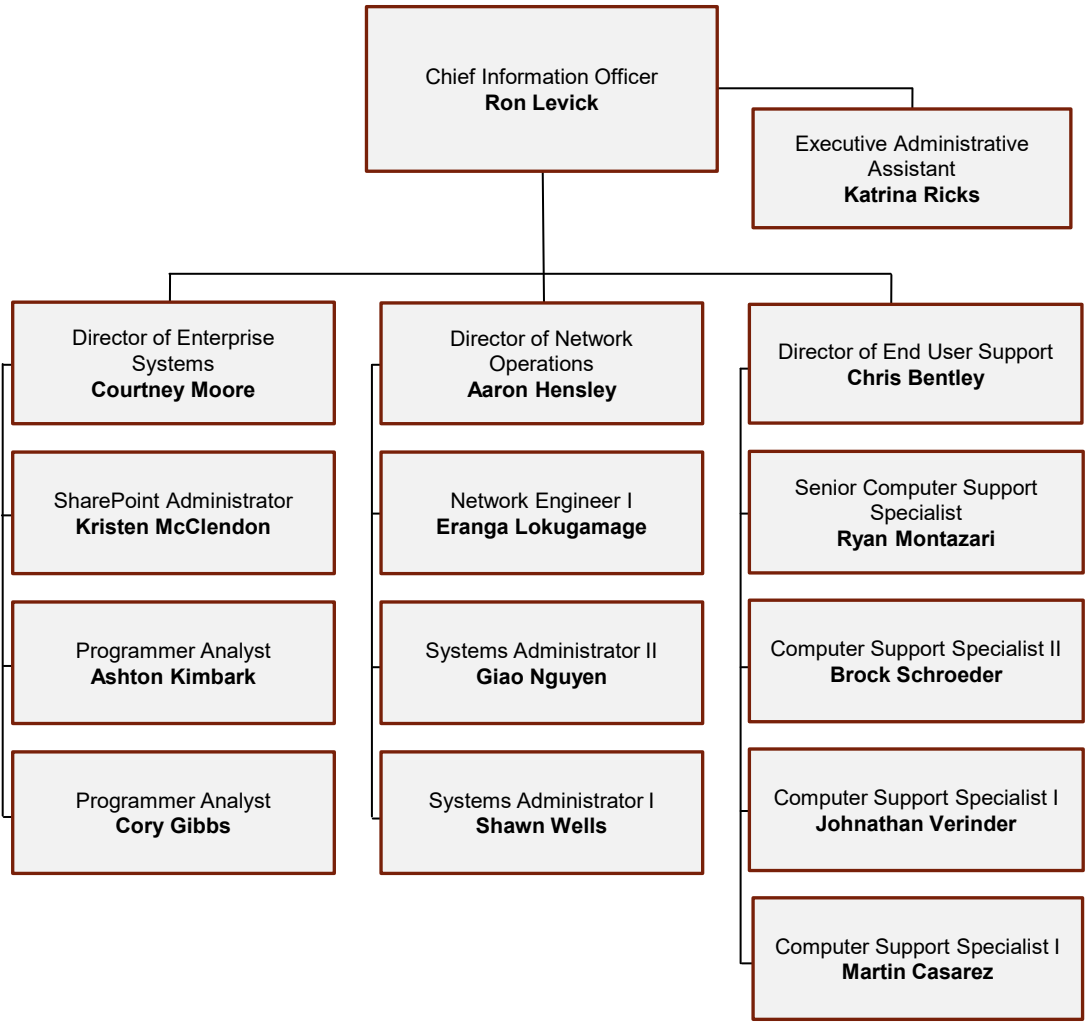 Chief Information Officer
Ron Levick
Executive Administrative
Assistant
Katrina Ricks
Director of Enterprise
Systems
Courtney Moore
SharePoint Administrator
Kristen McClendon
Programmer Analyst
Ashton Kimbark
Programmer Analyst
Cory Gibbs
Director of Network
Operations
Aaron Hensley
Network Engineer I
Eranga Lokugamage
Systems Administrator II
Giao Nguyen
Systems Administrator I
Shawn Wells
Director of End User Support
Chris Bentley
Senior Computer Support
Specialist
Ryan Montazari
Computer Support Specialist II
Brock Schroeder
Computer Support Specialist I
Johnathan Verinder
Computer Support Specialist I
Martin Casarez